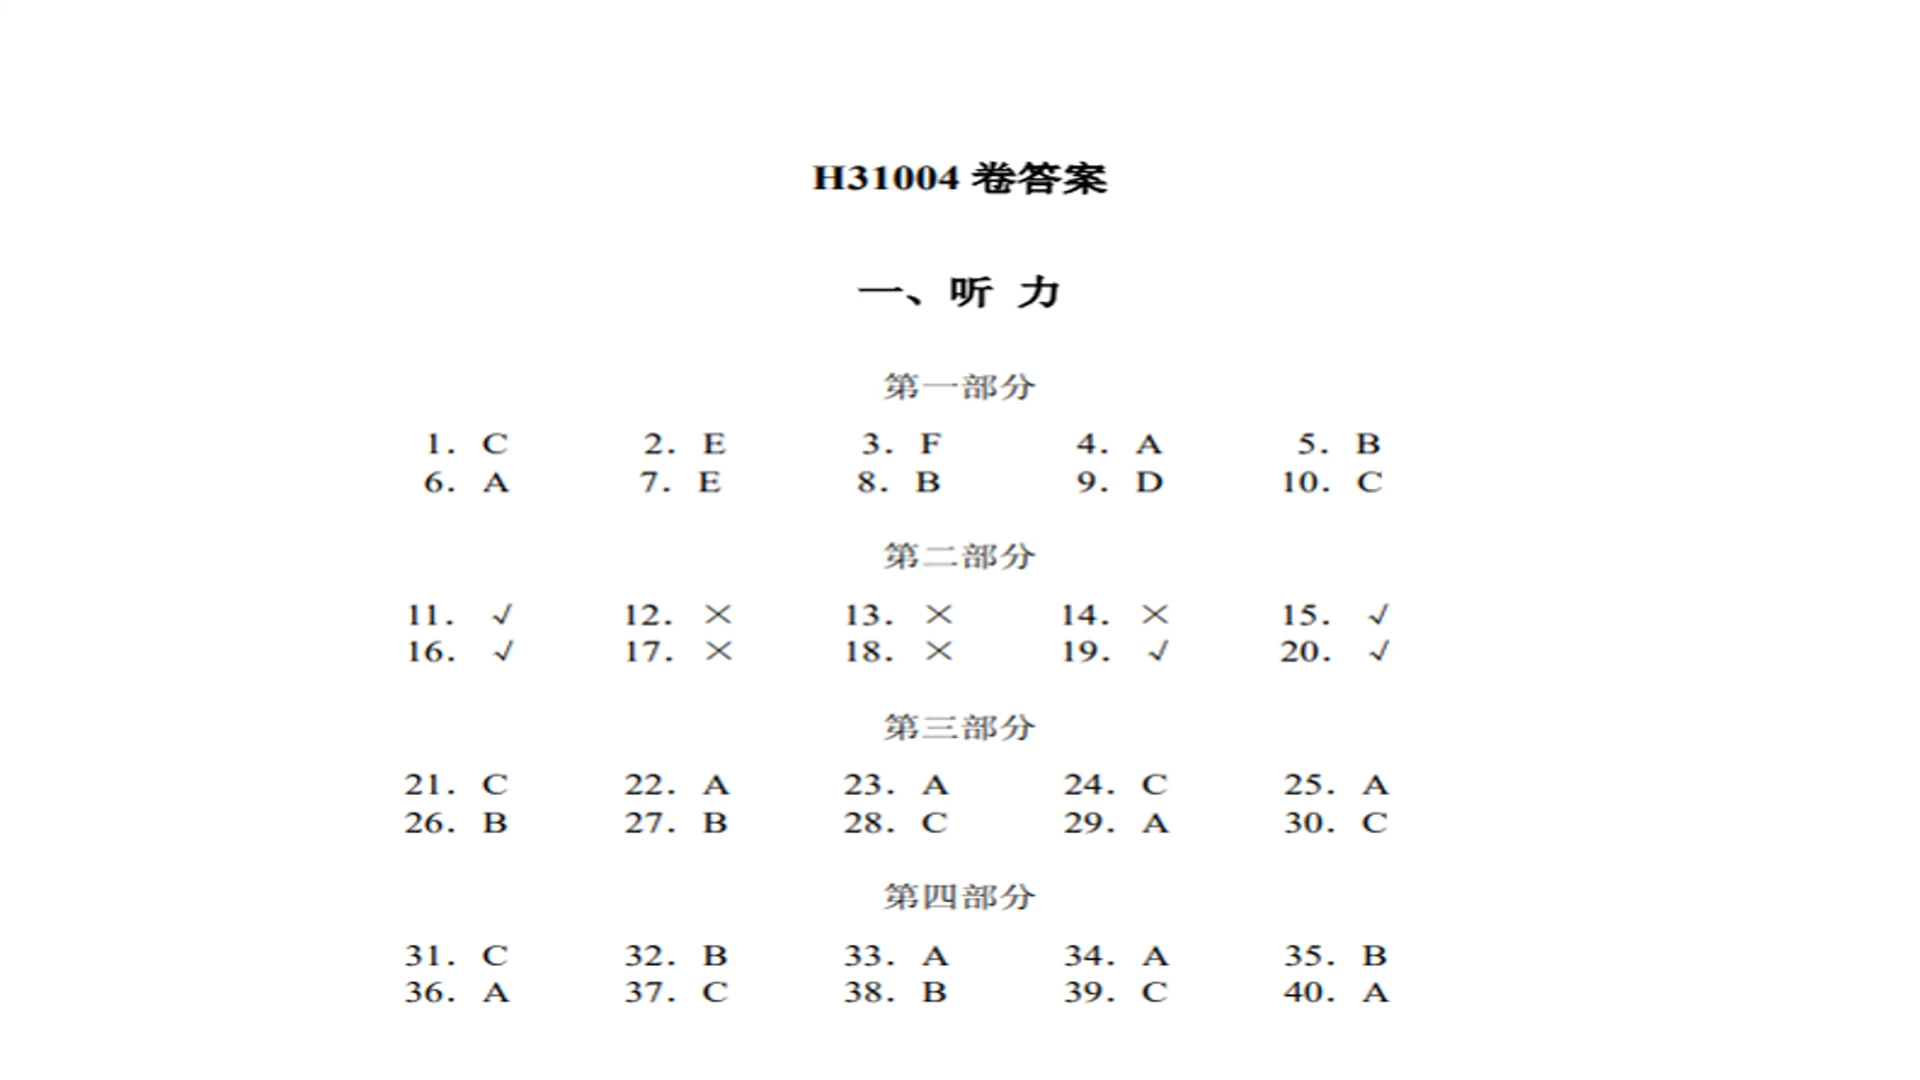 H31004 卷答案
一、听 力
第一部分
1. C 2. E 3. F 4. A 5. B
6. A 7. E 8. B 9. D 10. C
第二部分
11. √ 12. × 13. × 14. × 15. √
16. √ 17. × 18. × 19. √ 20. √
第三部分
21. C 22. A 23. A 24. C 25. A
26. B 27. B 28. C 29. A 30. C
第四部分
31. C 32. B 33. A 34. A 35. B
36. A 37. C 38. B 39. C 40. A